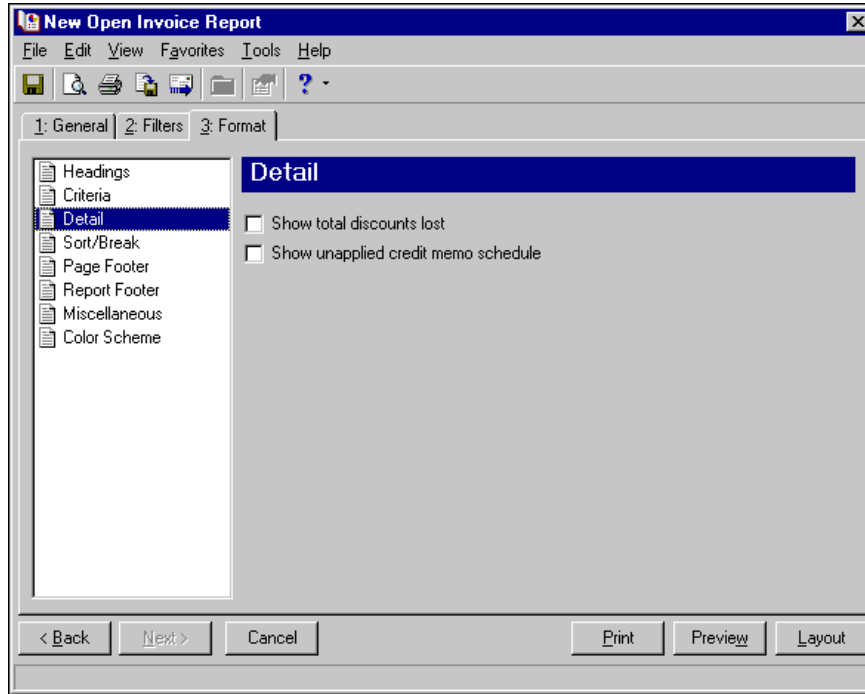 New Open Invoice Report
File Edit View Favorites Tools Help
?
1: General 2: Filters 3: Format
Headings
Criteria
Detail
Sort/Break
Page Footer
Report Footer
Miscellaneous
Color Scheme
Detail
Show total discounts lost
Show unapplied credit memo schedule
< Back Next > Cancel Print Preview Layout